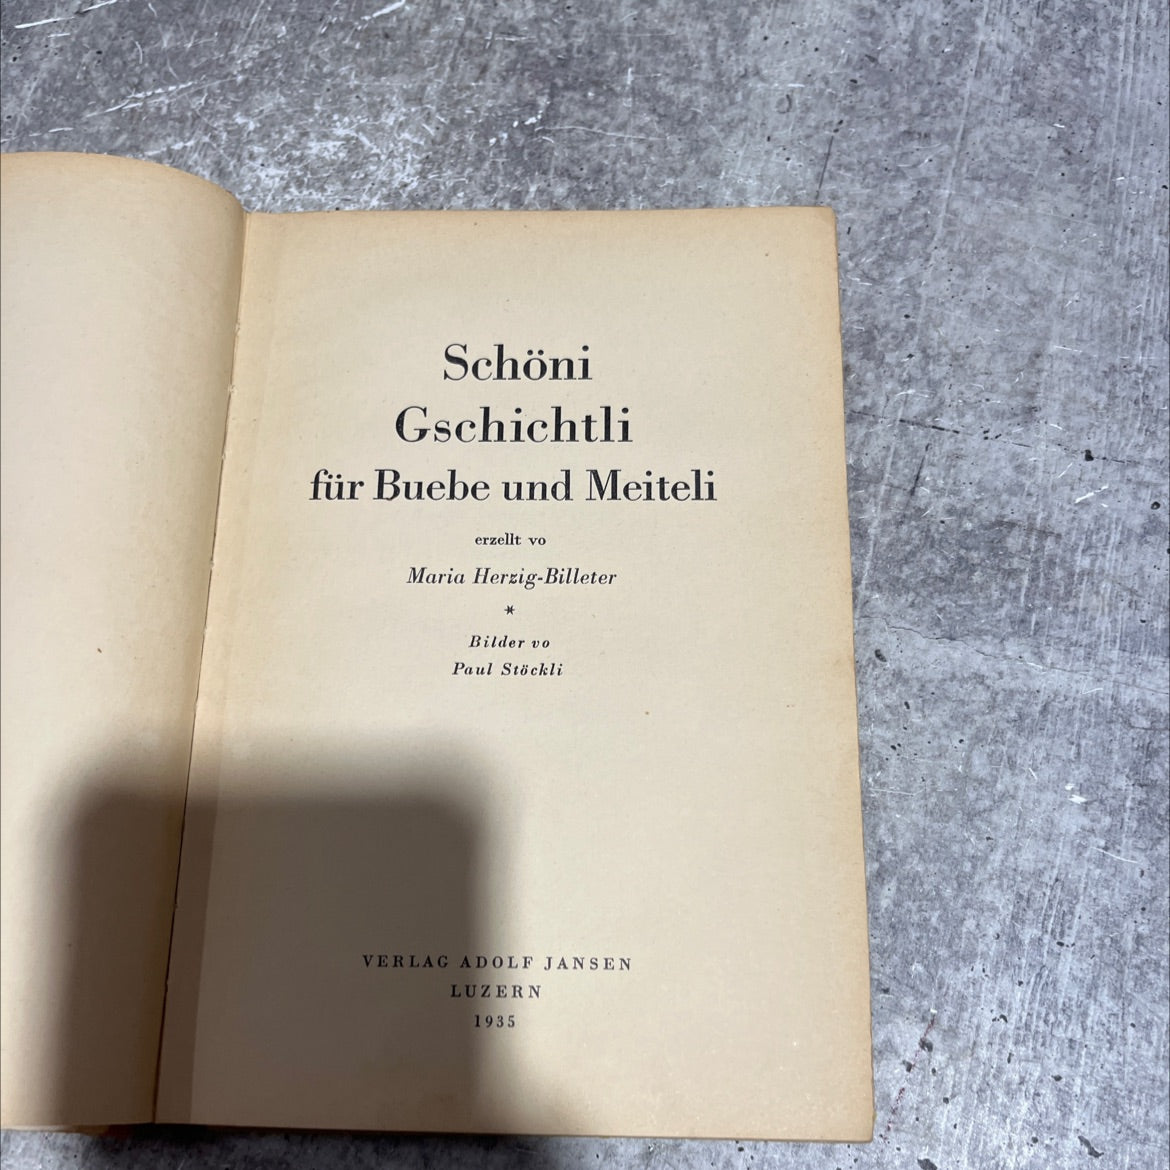 Schöni
Gschichtli
für Buebe und Meiteli
erzellt vo
Maria Herzig-Billeter
*
Bilder vo
Paul Stöckli
VERLAG ADOLF JANSEN
LUZERN
1935